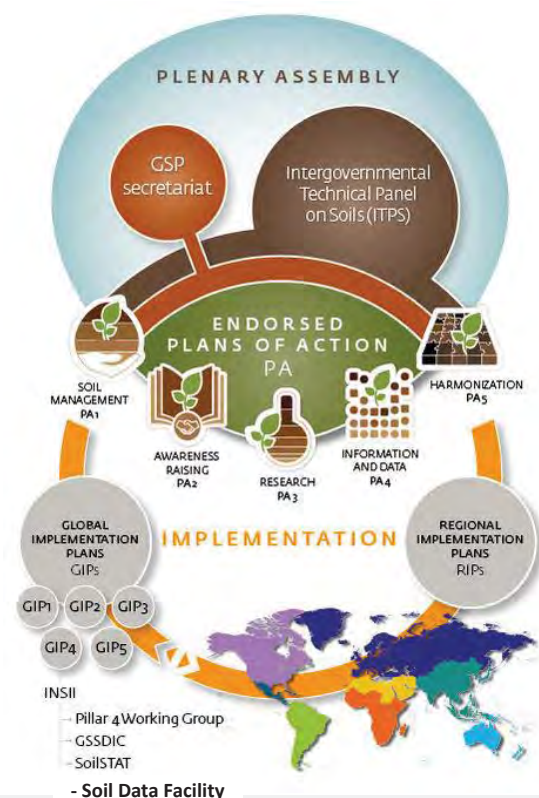 PLENARY ASSEMBLY
GSP
secretariat
Intergovernmental
Technical Panel
on Soils (ITPS)
ENDORSED
PLANS OF ACTION
PA
SOIL
MANAGEMENT
PA1
AWARENESS
RAISING
PA2
RESEARCH
PA3
INFORMATION
AND DATA
PA4
HARMONIZATION
PA5
GLOBAL
IMPLEMENTATION
PLANS
GIPs
IMPLEMENTATION
REGIONAL
IMPLEMENTATION
PLANS
RIPs
GIP1
GIP2
GIP3
GIP4
GIP5
INSII
Pillar 4 Working Group
GSSDIC
SoilSTAT
- Soil Data Facility